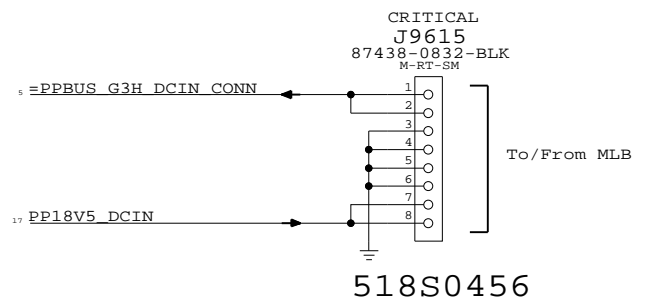 CRITICAL
J9615
87438-0832-BLK
M-RT-SM
5 =PPBUS_G3H_DCIN_CONN
1
2
3
4
5
6
7
8
To/From MLB
17 PP18V5_DCIN
518S0456